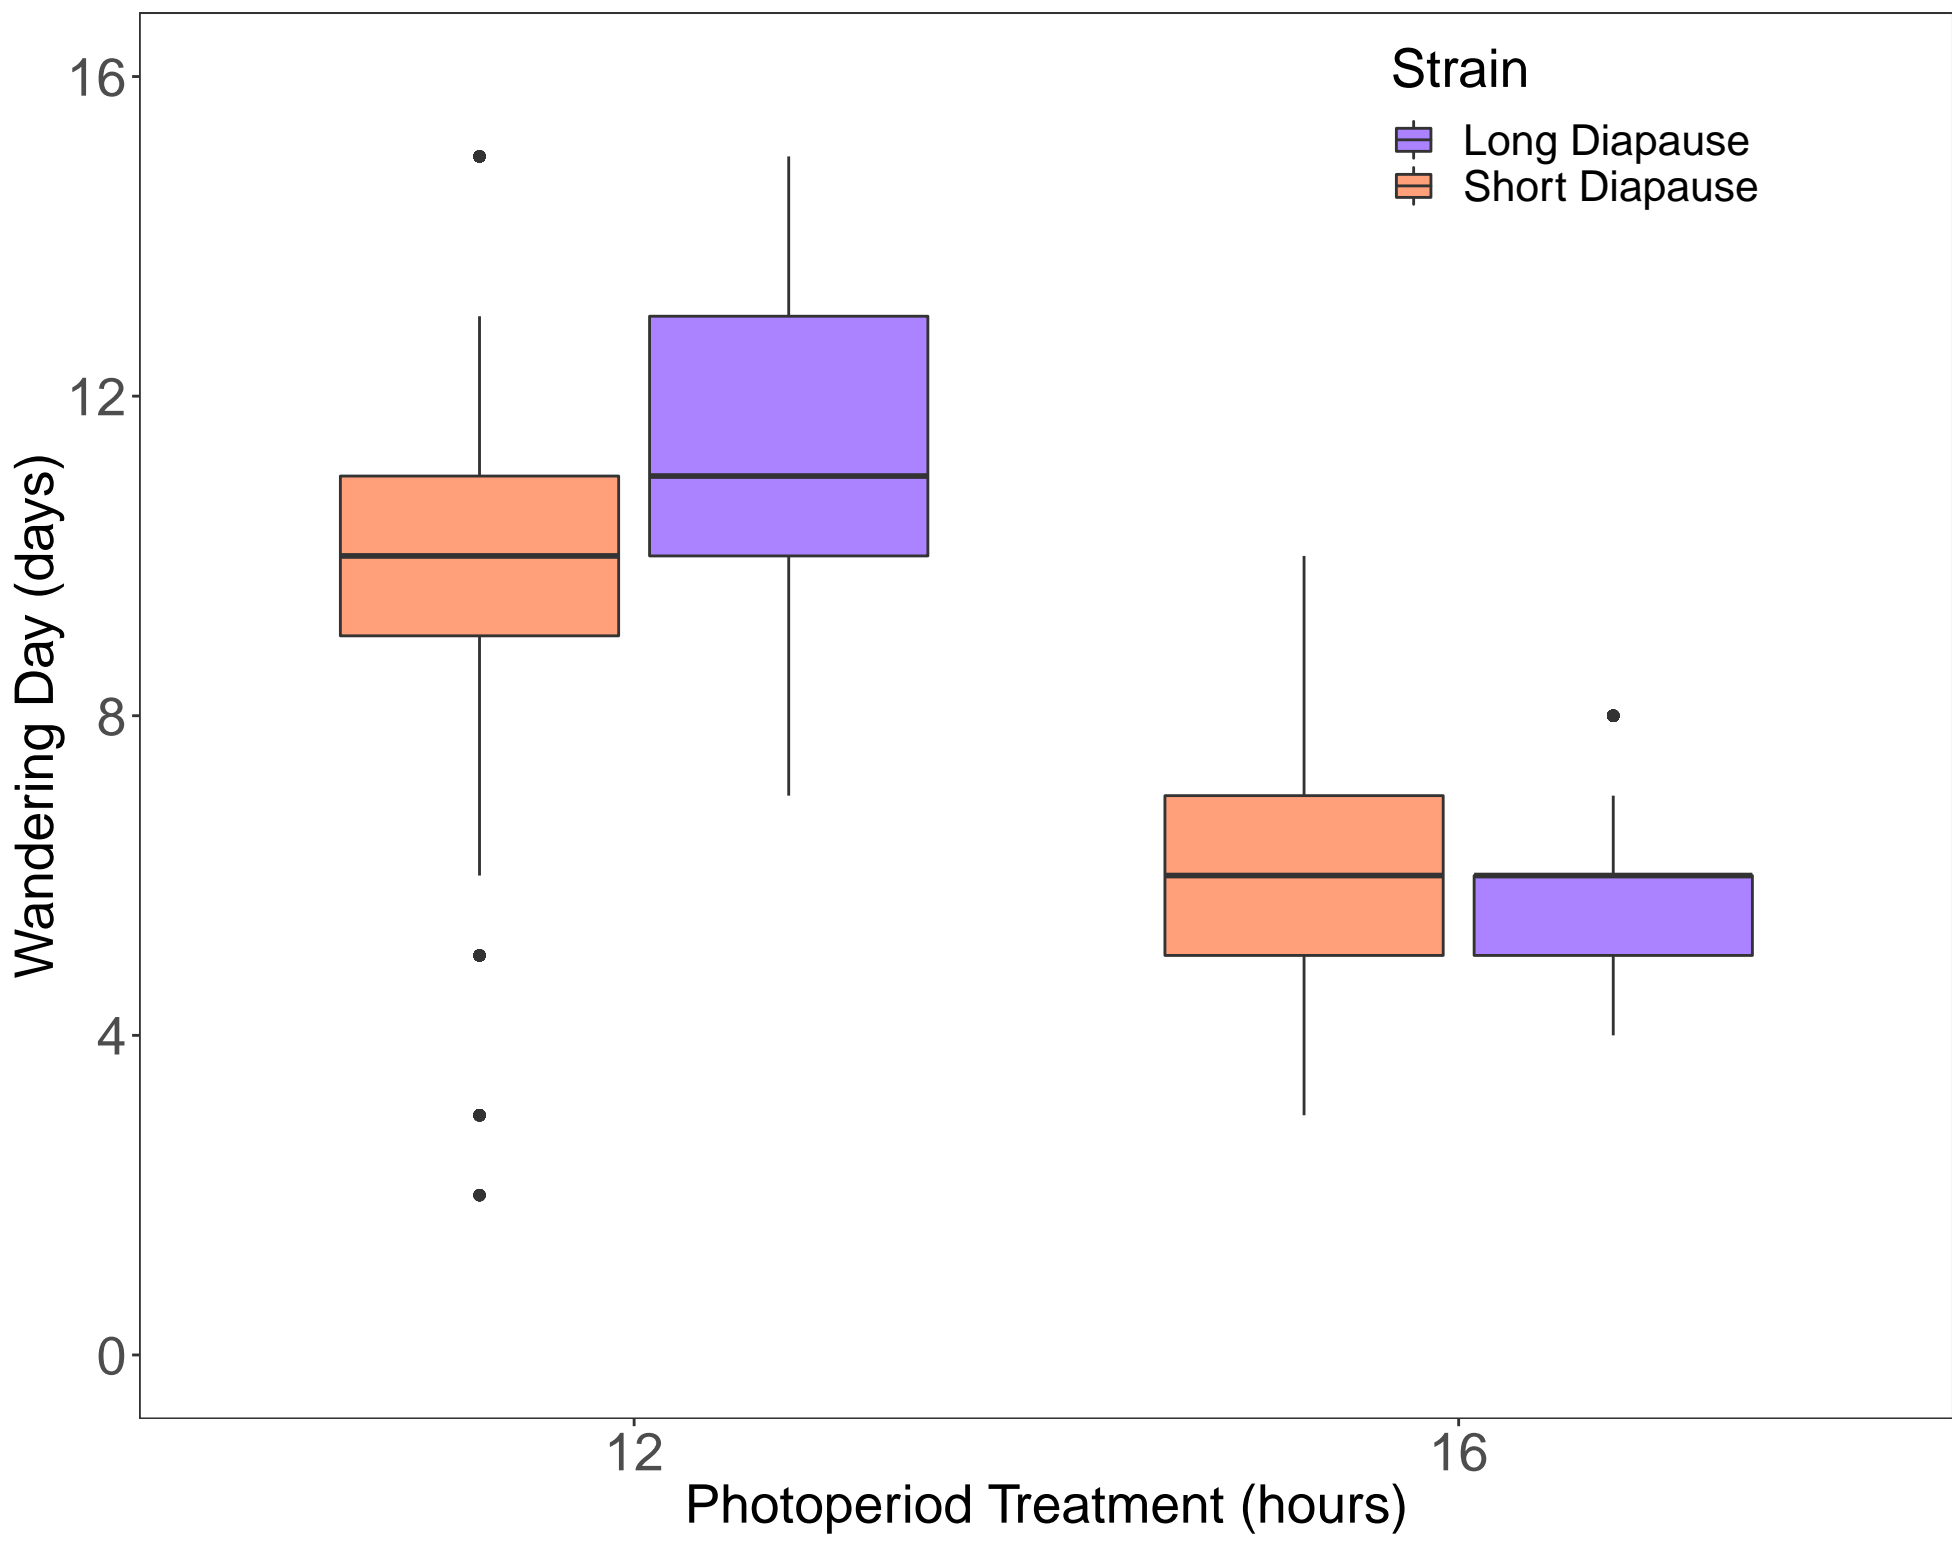 Strain
Long Diapause
Short Diapause
Wandering Day (days)
16
12
8
4
0
12 16
Photoperiod Treatment (hours)